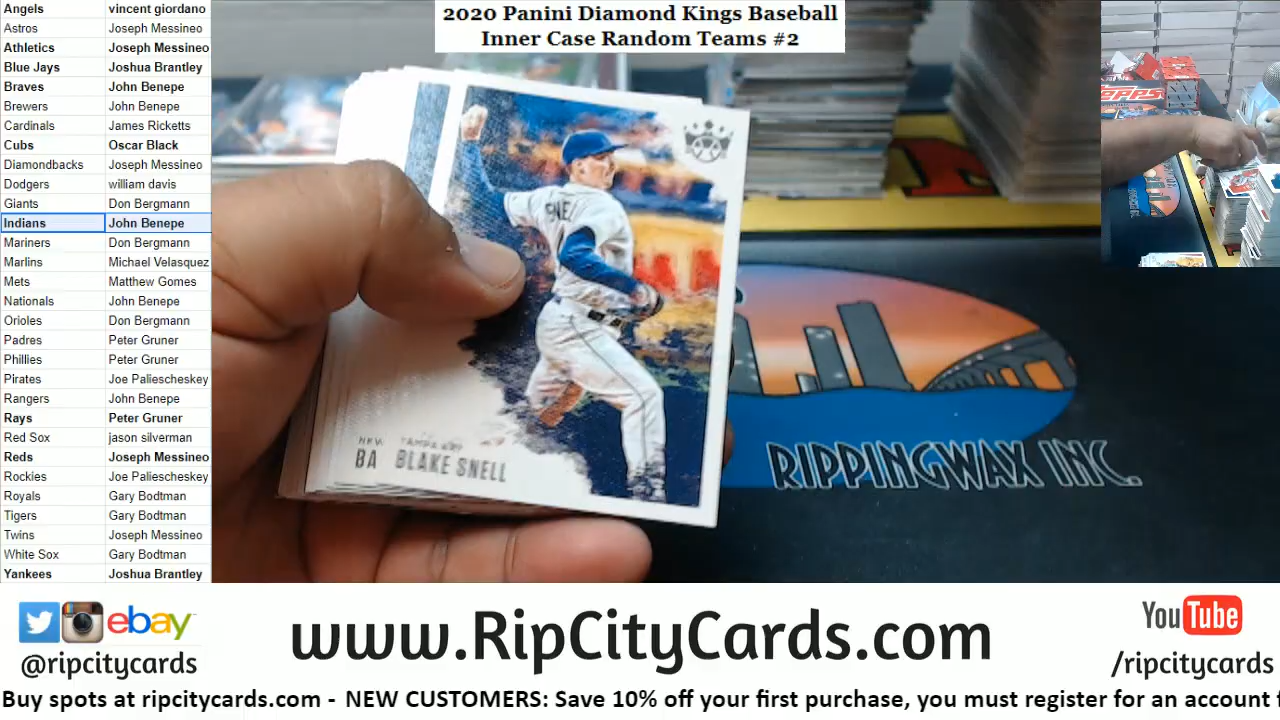 2020 Panini Diamond Kings Baseball
Inner Case Random Teams #2
Angels vincent giordano
Astros Joseph Messineo
Athletics Joseph Messineo
Blue Jays Joshua Brantley
Braves John Benepe
Brewers John Benepe
Cardinals James Ricketts
Cubs Oscar Black
Diamondbacks Joseph Messineo
Dodgers william davis
Giants Don Bergmann
Indians John Benepe
Mariners Don Bergmann
Marlins Michael Velasquez
Mets Matthew Gomes
Nationals John Benepe
Orioles Don Bergmann
Padres Peter Gruner
Phillies Peter Gruner
Pirates Joe Paliescheskey
Rangers John Benepe
Rays Peter Gruner
Red Sox jason silverman
Reds Joseph Messineo
Rockies Joe Paliescheskey
Royals Gary Bodtman
Tigers Gary Bodtman
Twins Joseph Messineo
White Sox Gary Bodtman
Yankees Joshua Brantley
TAMPA BAY
BLAKE SNELL
RIPPINGWAX INC.
TOPPS
ebay
@ripcitycards
www.RipCityCards.com
YouTube
/ripcitycards
Buy spots at ripcitycards.com - NEW CUSTOMERS: Save 10% off your first purchase, you must register for an account